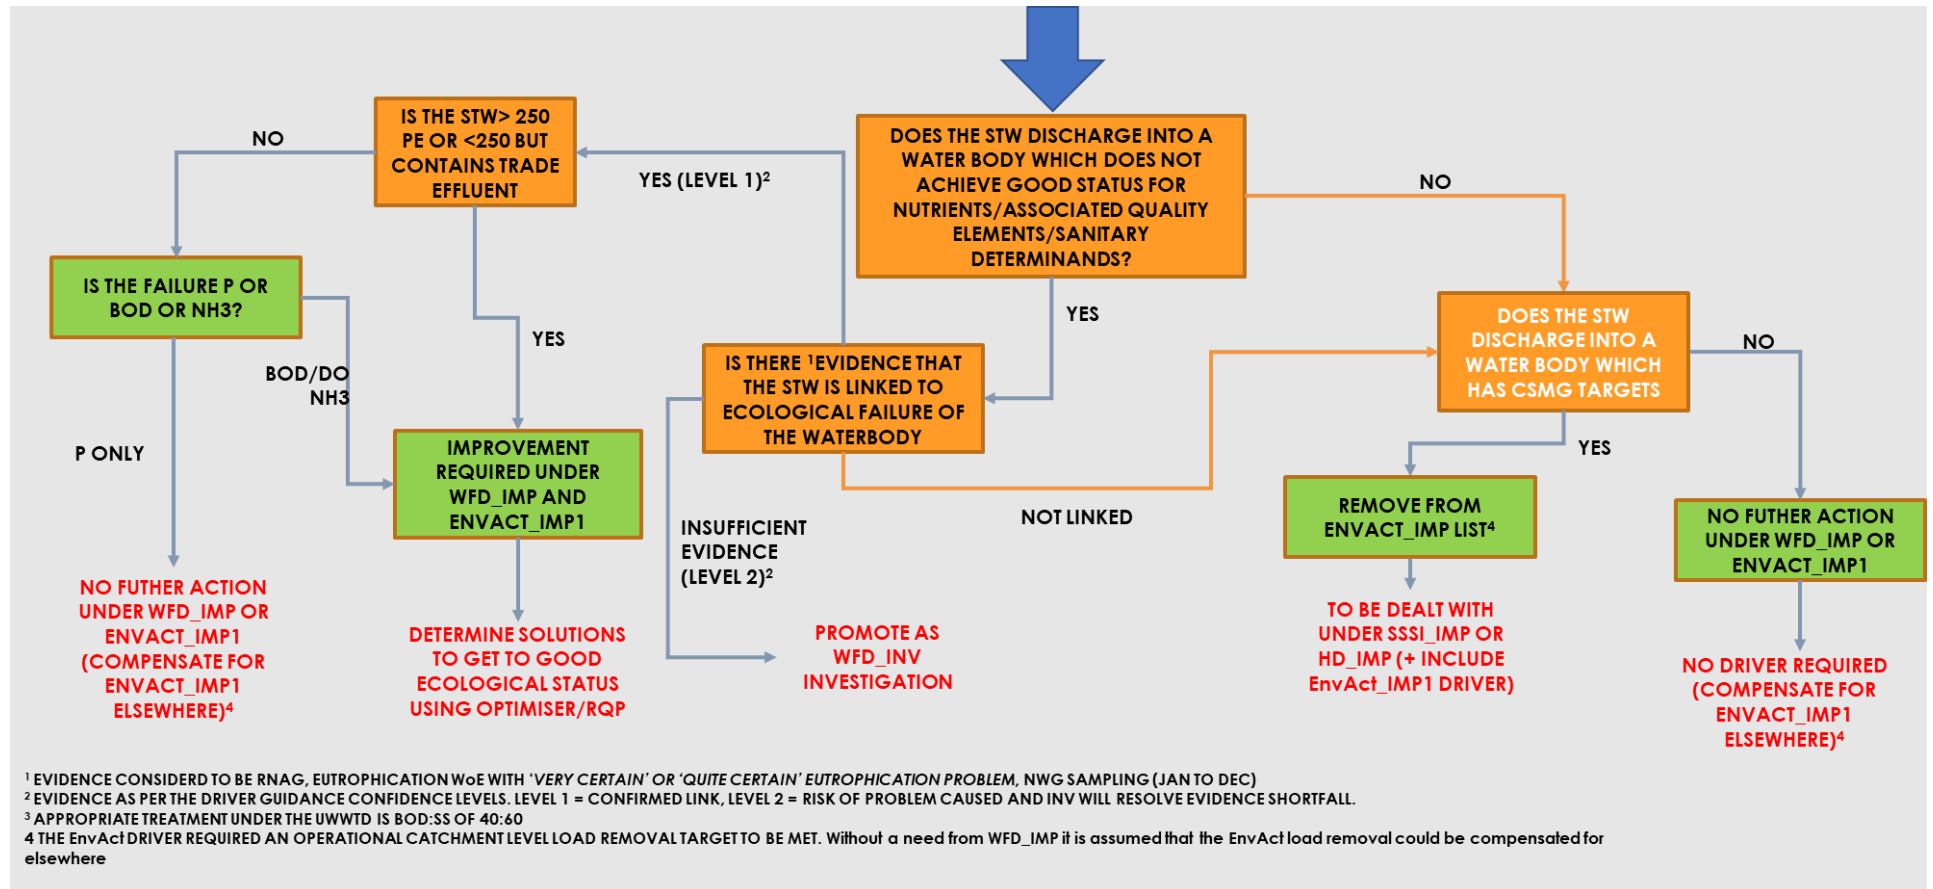 IS THE STW> 250
PE OR <250 BUT
CONTAINS TRADE
EFFLUENT
NO
YES (LEVEL 1)²
DOES THE STW DISCHARGE INTO A
WATER BODY WHICH DOES NOT
ACHIEVE GOOD STATUS FOR
NUTRIENTS/ASSOCIATED QUALITY
ELEMENTS/SANITARY
DETERMINANDS?
NO
IS THE FAILURE P OR
BOD OR NH3?
YES
YES
DOES THE STW
DISCHARGE INTO A
WATER BODY WHICH
HAS CSMG TARGETS
NO
BOD/DO
NH3
IS THERE ¹EVIDENCE THAT
THE STW IS LINKED TO
ECOLOGICAL FAILURE OF
THE WATERBODY
P ONLY
IMPROVEMENT
REQUIRED UNDER
WFD_IMP AND
ENVACT_IMP1
YES
INSUFFICIENT
EVIDENCE
(LEVEL 2)²
NOT LINKED
REMOVE FROM
ENVACT_IMP LIST⁴
NO FUTHER ACTION
UNDER WFD_IMP OR
ENVACT_IMP1
NO FUTHER ACTION
UNDER WFD_IMP OR
ENVACT_IMP1
(COMPENSATE FOR
ENVACT_IMP1
ELSEWHERE)⁴
DETERMINE SOLUTIONS
TO GET TO GOOD
ECOLOGICAL STATUS
USING OPTIMISER/RQP
PROMOTE AS
WFD_INV
INVESTIGATION
TO BE DEALT WITH
UNDER SSSI_IMP OR
HD_IMP (+ INCLUDE
EnvAct_IMP1 DRIVER)
NO DRIVER REQUIRED
(COMPENSATE FOR
ENVACT_IMP1
ELSEWHERE)⁴
¹ EVIDENCE CONSIDERD TO BE RNAG, EUTROPHICATION WoE WITH ‘VERY CERTAIN’ OR ‘QUITE CERTAIN’ EUTROPHICATION PROBLEM, NWG SAMPLING (JAN TO DEC)
² EVIDENCE AS PER THE DRIVER GUIDANCE CONFIDENCE LEVELS. LEVEL 1 = CONFIRMED LINK, LEVEL 2 = RISK OF PROBLEM CAUSED AND INV WILL RESOLVE EVIDENCE SHORTFALL.
³ APPROPRIATE TREATMENT UNDER THE UWWTD IS BOD:SS OF 40:60
4 THE EnvAct DRIVER REQUIRED AN OPERATIONAL CATCHMENT LEVEL LOAD REMOVAL TARGET TO BE MET. Without a need from WFD_IMP it is assumed that the EnvAct load removal could be compensated for
elsewhere